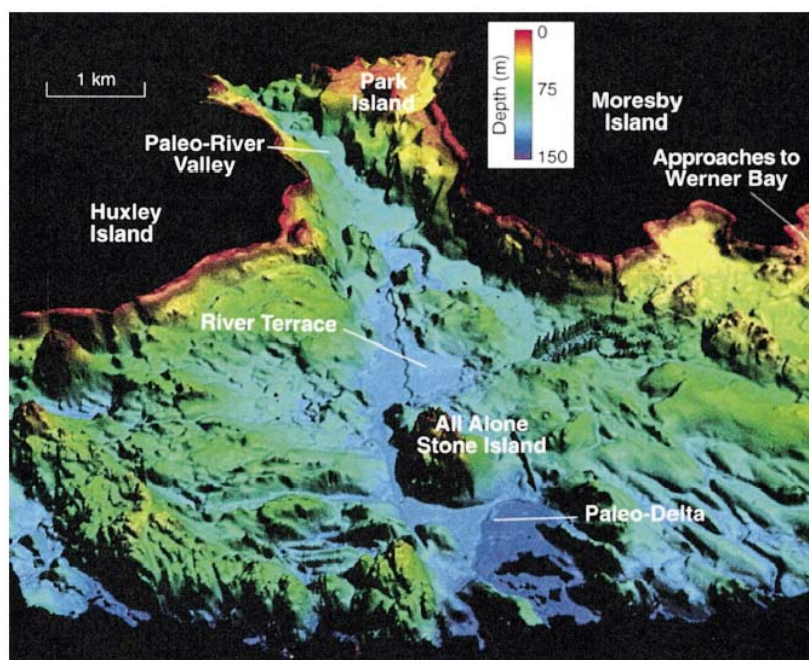 1 km
Park
Island
Depth (m)
0
75
150
Moresby
Island
Paleo-River
Valley
Approaches to
Werner Bay
Huxley
Island
River Terrace
All Alone
Stone Island
Paleo-Delta